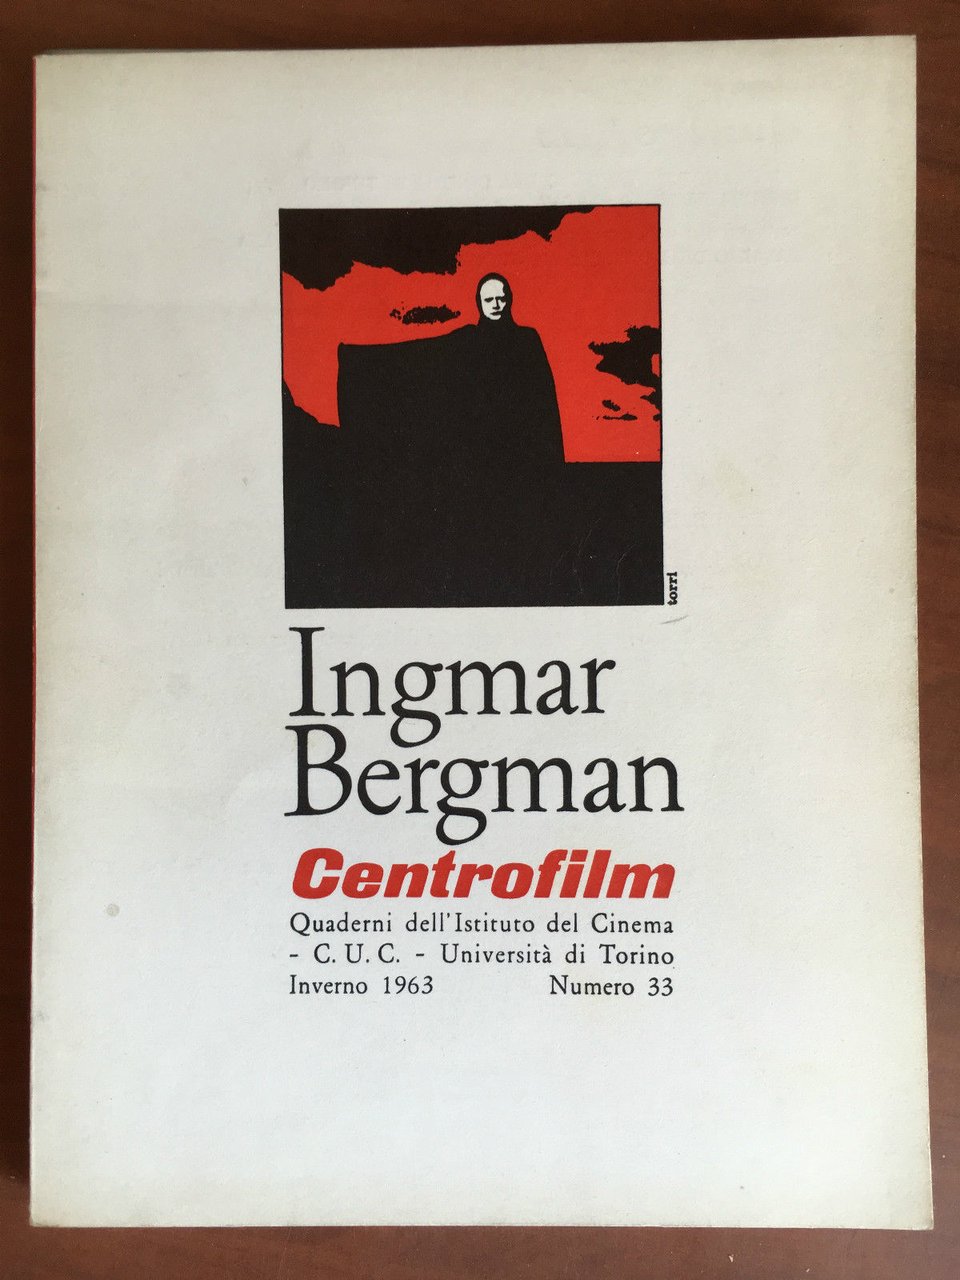 torri
Ingmar
Bergman
Centrofilm
Quaderni dell'Istituto del Cinema
- C. U. C. - Università di Torino
Inverno 1963 Numero 33